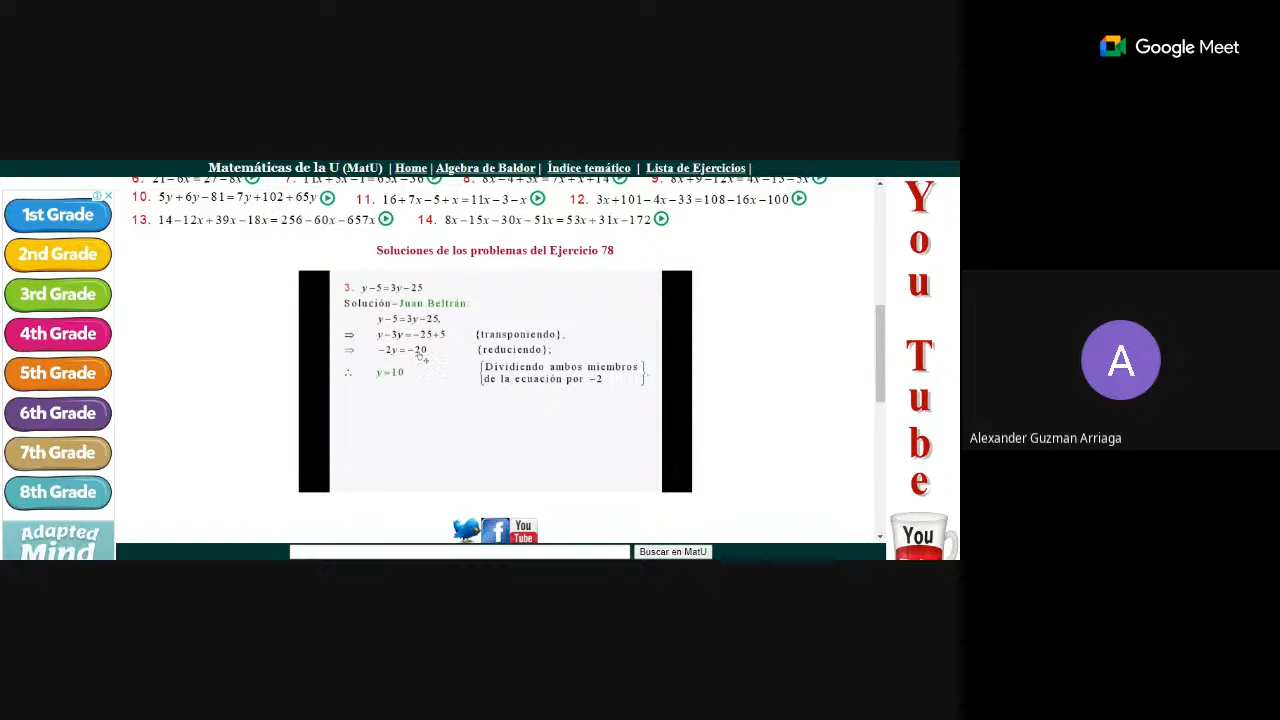 Google Meet
Matemáticas de la U (MatU) | Home | Algebra de Baldor | Índice temático | Lista de Ejercicios |
10. 5y+6y−81=7y+102+65y 11. 16+7x−5+x=11x−3−x 12. 3x+101−4x−33=108−16x−100
13. 14−12x+39x−18x=256−60x−657x 14. 8x−15x−30x−51x=53x+31x−172
Soluciones de los problemas del Ejercicio 78
3. y−5=3y−25
Solución–Juan Beltrán:
y−5=3y−25,
⇒ y−3y=−25+5 {transponiendo},
⇒ −2y=−20 {reduciendo};
∴ y=10 {Dividiendo ambos miembros
de la ecuación por −2}.
1st Grade
2nd Grade
3rd Grade
4th Grade
5th Grade
6th Grade
7th Grade
8th Grade
Adapted
Mind
You
Tube
Buscar en MatU
You Tube
You
Alexander Guzman Arriaga
A